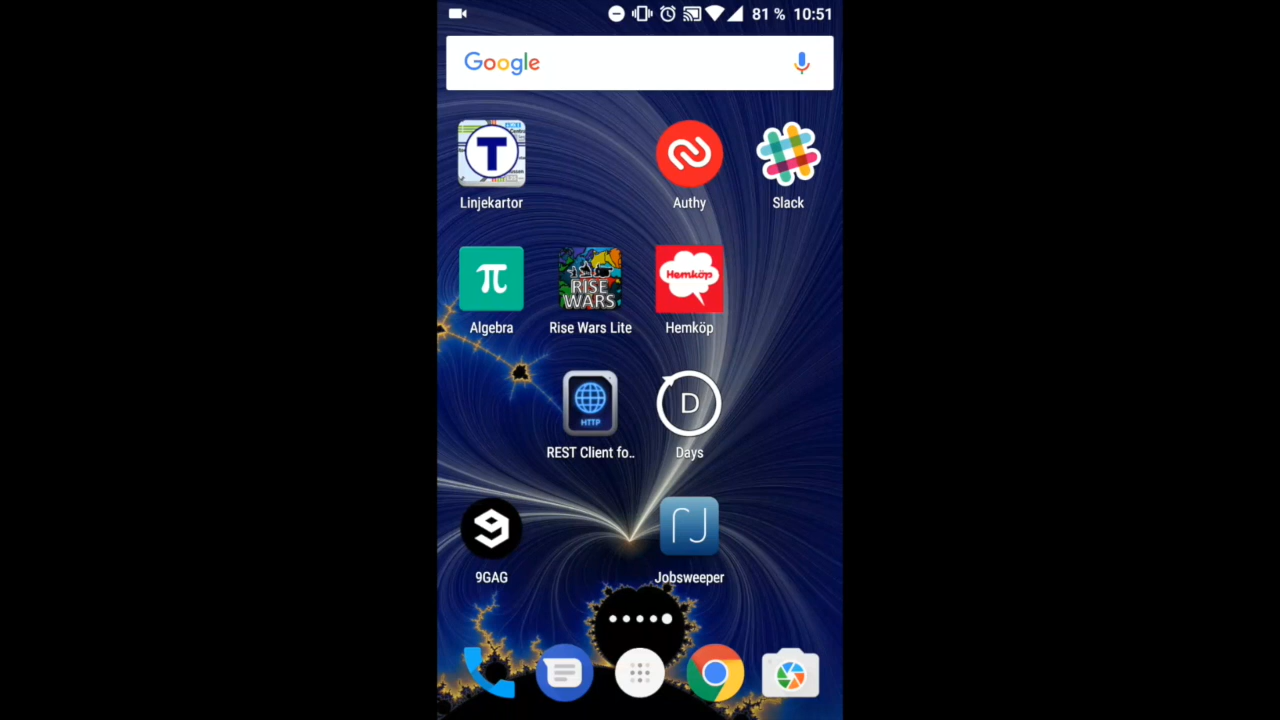 81 % 10:51
Google
T
Linjekartor
Authy
Slack
π
Algebra
RISE
WARS
Rise Wars Lite
Hemköp
Hemköp
HTTP
REST Client fo..
D
Days
9GAG
Jobsweeper